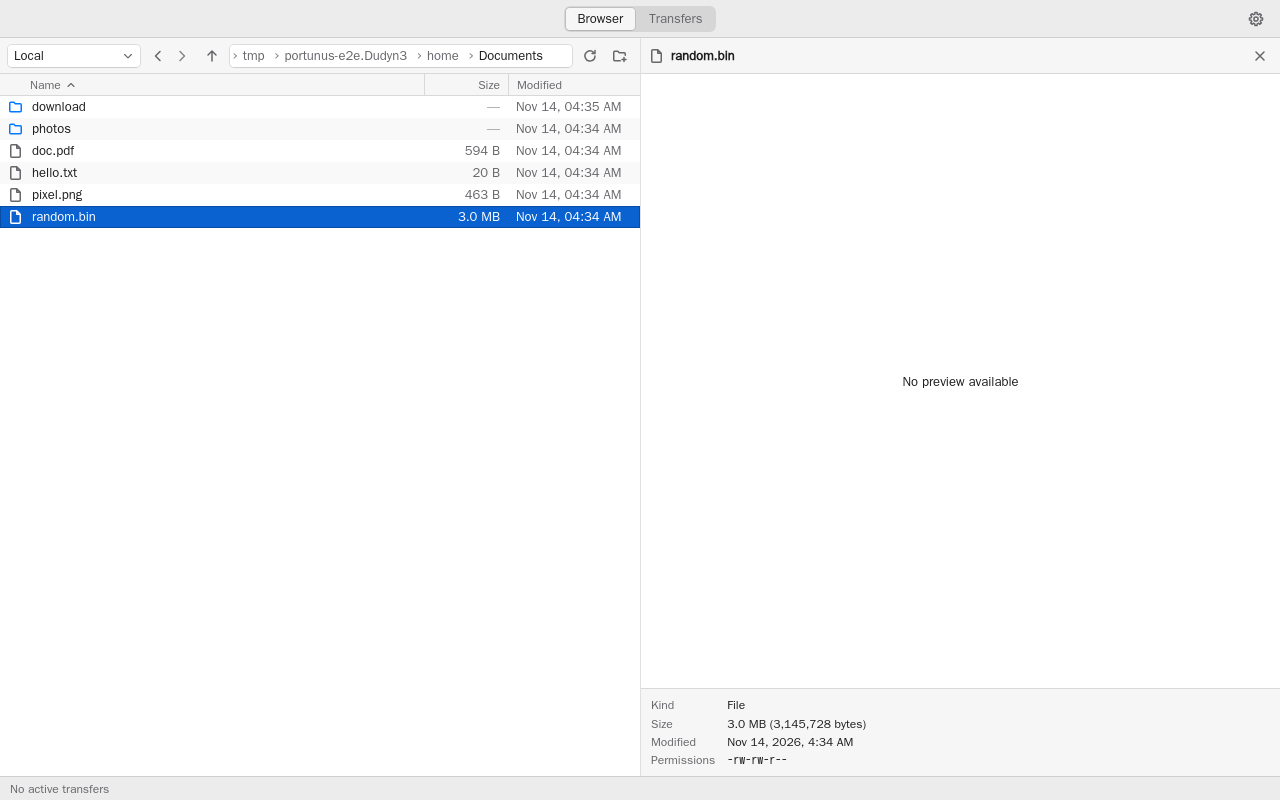 Browser Transfers
Local tmp portunus-e2e.Dudyn3 home Documents random.bin
Name Size Modified
download — Nov 14, 04:35 AM
photos — Nov 14, 04:34 AM
doc.pdf 594 B Nov 14, 04:34 AM
hello.txt 20 B Nov 14, 04:34 AM
pixel.png 463 B Nov 14, 04:34 AM
random.bin 3.0 MB Nov 14, 04:34 AM
No preview available
Kind File
Size 3.0 MB (3,145,728 bytes)
Modified Nov 14, 2026, 4:34 AM
Permissions -rw-rw-r--
No active transfers